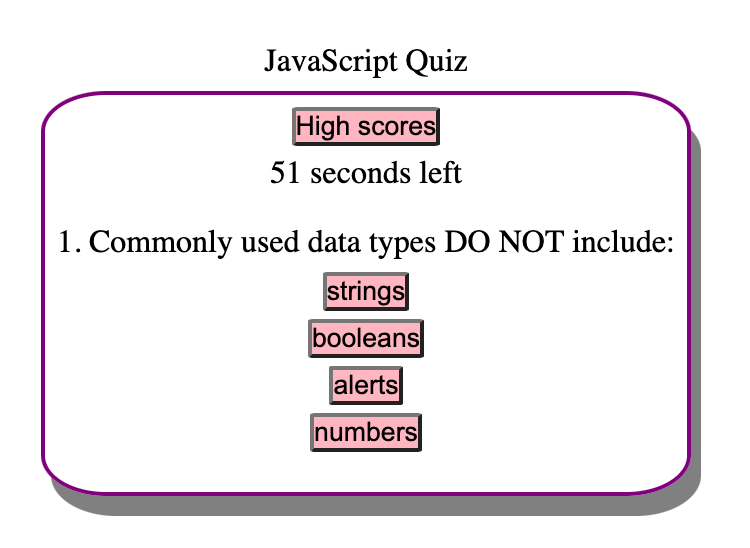 JavaScript Quiz
High scores
51 seconds left
1. Commonly used data types DO NOT include:
strings
booleans
alerts
numbers